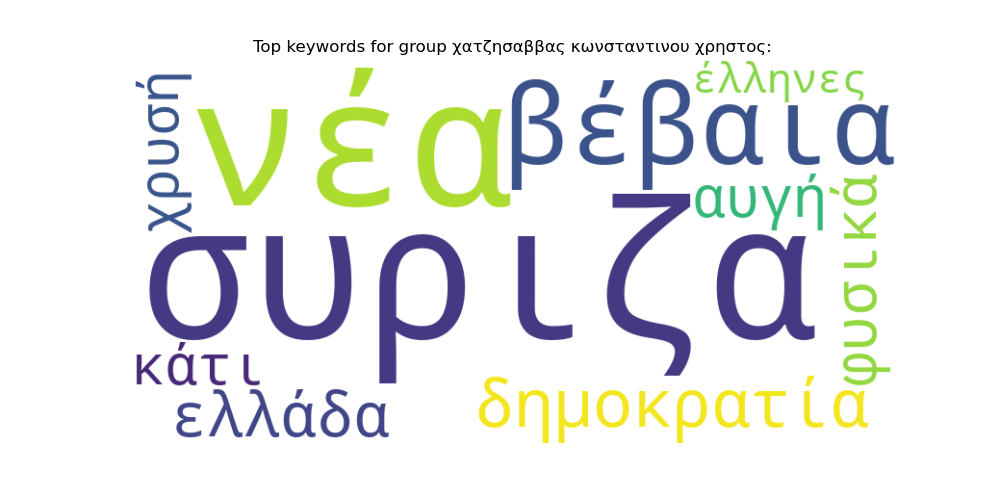 Top keywords for group χατζησαββας κωνσταντινου χρηστος:
χρυσή
νέα
βέβαια
έλληνες
αυγή
φυσικά
συριζα
κάτι
ελλάδα
δημοκρατία